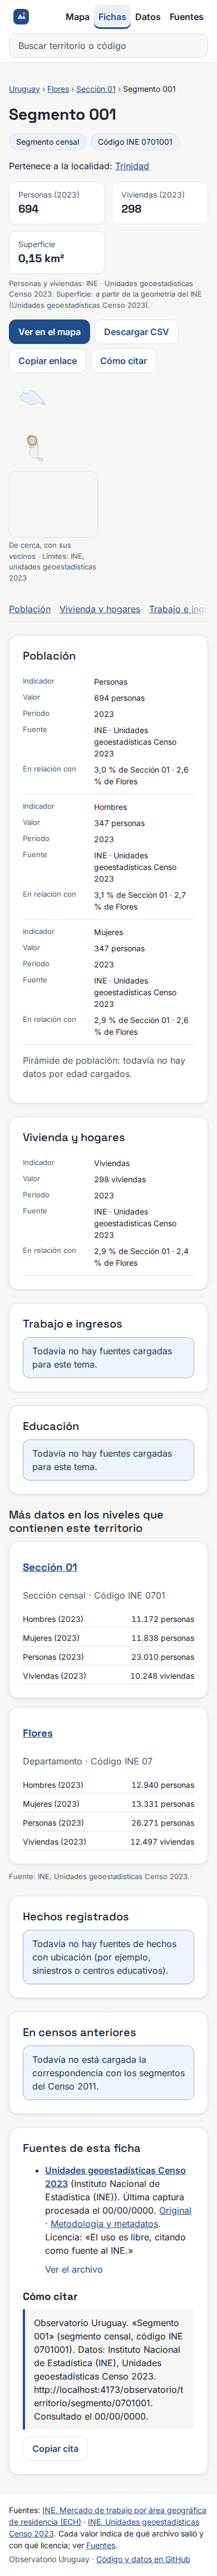 Mapa Fichas Datos Fuentes
Buscar territorio o código
Uruguay › Flores › Sección 01 › Segmento 001
Segmento 001
Segmento censal Código INE 0701001
Pertenece a la localidad: Trinidad
Personas (2023)
694
Viviendas (2023)
298
Superficie
0,15 km²
Personas y viviendas: INE · Unidades geoestadísticas
Censo 2023. Superficie: a partir de la geometría del INE
(Unidades geoestadísticas Censo 2023).
Ver en el mapa Descargar CSV
Copiar enlace Cómo citar
De cerca, con sus
vecinos · Límites: INE,
unidades geoestadísticas
2023
Población Vivienda y hogares Trabajo e ing
Población
Indicador Personas
Valor 694 personas
Período 2023
Fuente INE · Unidades
geoestadísticas Censo
2023
En relación con 3,0 % de Sección 01 · 2,6
% de Flores
Indicador Hombres
Valor 347 personas
Período 2023
Fuente INE · Unidades
geoestadísticas Censo
2023
En relación con 3,1 % de Sección 01 · 2,7
% de Flores
Indicador Mujeres
Valor 347 personas
Período 2023
Fuente INE · Unidades
geoestadísticas Censo
2023
En relación con 2,9 % de Sección 01 · 2,6
% de Flores
Pirámide de población: todavía no hay
datos por edad cargados.
Vivienda y hogares
Indicador Viviendas
Valor 298 viviendas
Período 2023
Fuente INE · Unidades
geoestadísticas Censo
2023
En relación con 2,9 % de Sección 01 · 2,4
% de Flores
Trabajo e ingresos
Todavía no hay fuentes cargadas
para este tema.
Educación
Todavía no hay fuentes cargadas
para este tema.
Más datos en los niveles que
contienen este territorio
Sección 01
Sección censal · Código INE 0701
Hombres (2023) 11.172 personas
Mujeres (2023) 11.838 personas
Personas (2023) 23.010 personas
Viviendas (2023) 10.248 viviendas
Flores
Departamento · Código INE 07
Hombres (2023) 12.940 personas
Mujeres (2023) 13.331 personas
Personas (2023) 26.271 personas
Viviendas (2023) 12.497 viviendas
Fuente: INE, Unidades geoestadísticas Censo 2023.
Hechos registrados
Todavía no hay fuentes de hechos
con ubicación (por ejemplo,
siniestros o centros educativos).
En censos anteriores
Todavía no está cargada la
correspondencia con los segmentos
del Censo 2011.
Fuentes de esta ficha
• Unidades geoestadísticas Censo
2023 (Instituto Nacional de
Estadística (INE)). Última captura
procesada el 00/00/0000. Original
· Metodología y metadatos.
Licencia: «El uso es libre, citando
como fuente al INE.»
Ver el archivo
Cómo citar
Observatorio Uruguay. «Segmento
001» (segmento censal, código INE
0701001). Datos: Instituto Nacional
de Estadística (INE), Unidades
geoestadísticas Censo 2023.
http://localhost:4173/observatorio/t
erritorio/segmento/0701001.
Consultado el 00/00/0000.
Copiar cita
Fuentes: INE, Mercado de trabajo por área geográfica
de residencia (ECH) · INE, Unidades geoestadísticas
Censo 2023. Cada valor indica de qué archivo salió y
con qué licencia; ver Fuentes.
Observatorio Uruguay · Código y datos en GitHub